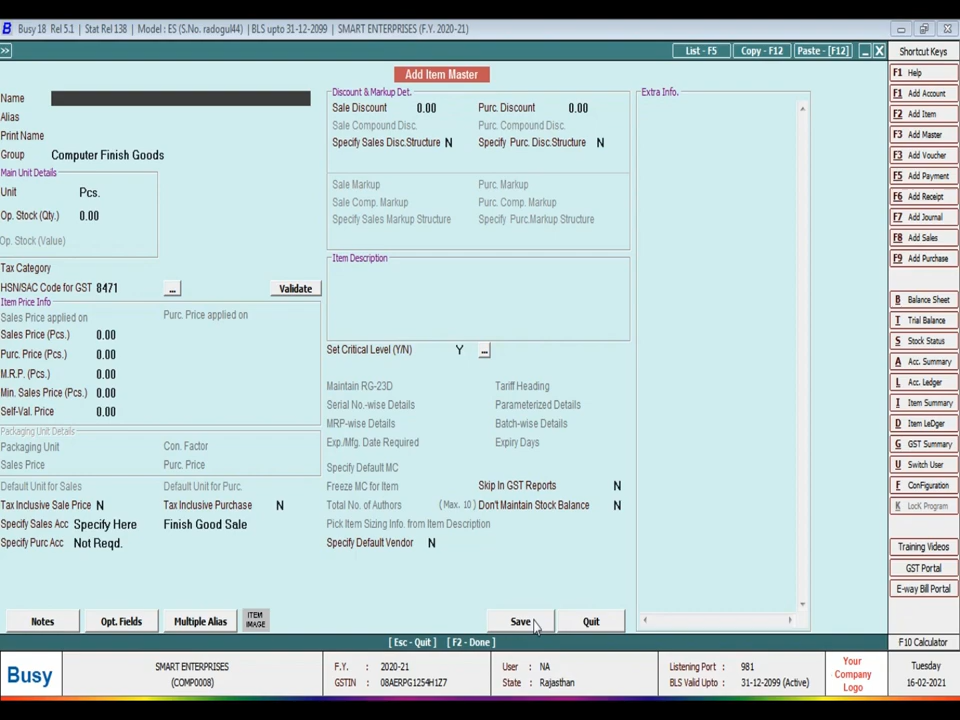 Busy 18 Rel 5.1 | Stat Rel 138 | Model : ES (S.No. radogul44) | BLS upto 31-12-2099 | SMART ENTERPRISES (F.Y. 2020-21)
>> List - F5 Copy - F12 Paste - [F12] _ X
Add Item Master
Name
Alias
Print Name
Group Computer Finish Goods
Main Unit Details
Unit Pcs.
Op. Stock (Qty.) 0.00
Op. Stock (Value)
Tax Category
HSN/SAC Code for GST 8471 ... Validate
Item Price Info
Sales Price applied on Purc. Price applied on
Sales Price (Pcs.) 0.00
Purc. Price (Pcs.) 0.00
M.R.P. (Pcs.) 0.00
Min. Sales Price (Pcs.) 0.00
Self-Val. Price 0.00
Packaging Unit Details
Packaging Unit Con. Factor
Sales Price Purc. Price
Default Unit for Sales Default Unit for Purc.
Tax Inclusive Sale Price N Tax Inclusive Purchase N
Specify Sales Acc Specify Here Finish Good Sale
Specify Purc Acc Not Reqd.
Discount & Markup Det.
Sale Discount 0.00 Purc. Discount 0.00
Sale Compound Disc. Purc. Compound Disc.
Specify Sales Disc.Structure N Specify Purc. Disc.Structure N
Sale Markup Purc. Markup
Sale Comp. Markup Purc. Comp. Markup
Specify Sales Markup Structure Specify Purc.Markup Structure
Item Description
Set Critical Level (Y/N) Y ...
Maintain RG-23D Tariff Heading
Serial No.-wise Details Parameterized Details
MRP-wise Details Batch-wise Details
Exp./Mfg. Date Required Expiry Days
Specify Default MC
Freeze MC for Item Skip In GST Reports N
Total No. of Authors (Max. 10) Don't Maintain Stock Balance N
Pick Item Sizing Info. from Item Description
Specify Default Vendor N
Extra Info.
Notes Opt. Fields Multiple Alias ITEM IMAGE Save Quit
[ Esc - Quit ] [ F2 - Done ]
Shortcut Keys
F1 Help
F1 Add Account
F2 Add Item
F3 Add Master
F3 Add Voucher
F5 Add Payment
F6 Add Receipt
F7 Add Journal
F8 Add Sales
F9 Add Purchase
B Balance Sheet
T Trial Balance
S Stock Status
A Acc. Summary
L Acc. Ledger
I Item Summary
D Item LeDger
G GST Summary
U Switch User
F ConFiguration
K LocK Program
Training Videos
GST Portal
E-way Bill Portal
F10 Calculator
Busy
SMART ENTERPRISES
(COMP0008)
F.Y. : 2020-21
GSTIN : 08AERPG1254H1Z7
User : NA
State : Rajasthan
Listening Port : 981
BLS Valid Upto : 31-12-2099 (Active)
Your
Company
Logo
Tuesday
16-02-2021